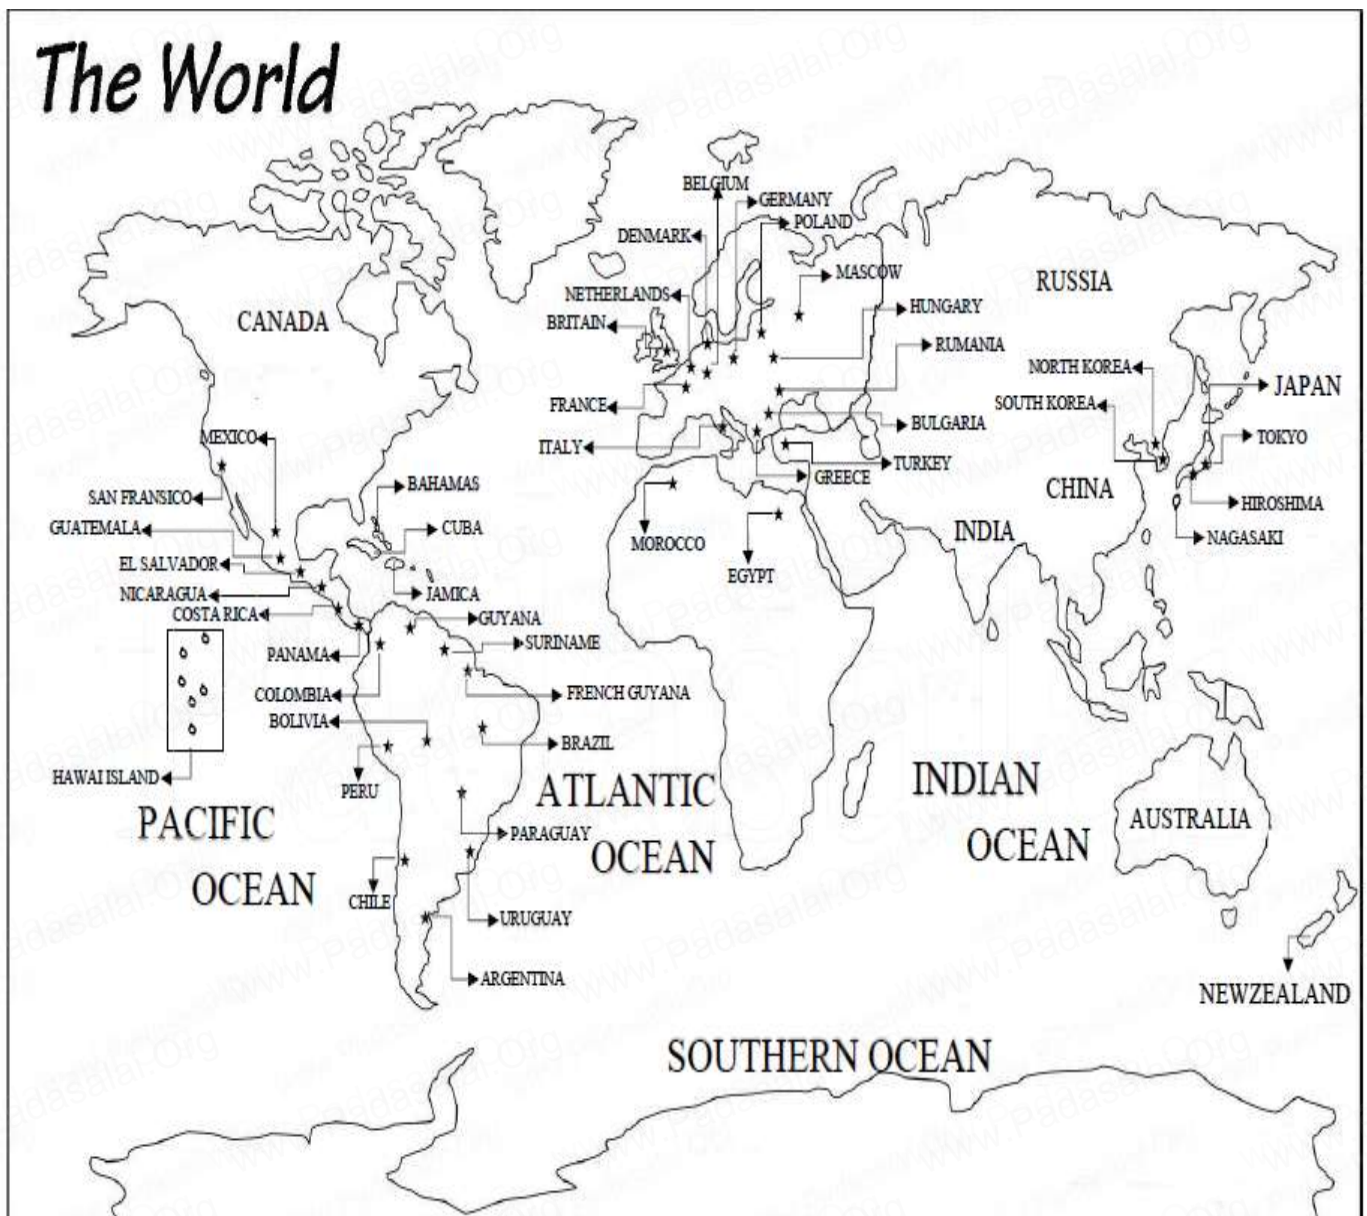 The World
BELGIUM
GERMANY
POLAND
DENMARK
MASCOW
RUSSIA
NETHERLANDS
HUNGARY
CANADA
BRITAIN
RUMANIA
NORTH KOREA
JAPAN
FRANCE
SOUTH KOREA
BULGARIA
MEXICO
TOKYO
ITALY
TURKEY
GREECE
BAHAMAS
CHINA
SAN FRANSICO
HIROSHIMA
GUATEMALA
CUBA
INDIA
NAGASAKI
MOROCCO
EL SALVADOR
EGYPT
NICARAGUA
JAMICA
COSTA RICA
GUYANA
SURINAME
PANAMA
COLOMBIA
FRENCH GUYANA
BOLIVIA
BRAZIL
HAWAI ISLAND
PERU
ATLANTIC
OCEAN
INDIAN
OCEAN
PACIFIC
OCEAN
AUSTRALIA
PARAGUAY
CHILE
URUGUAY
ARGENTINA
NEWZEALAND
SOUTHERN OCEAN
www.Padasalai.Org